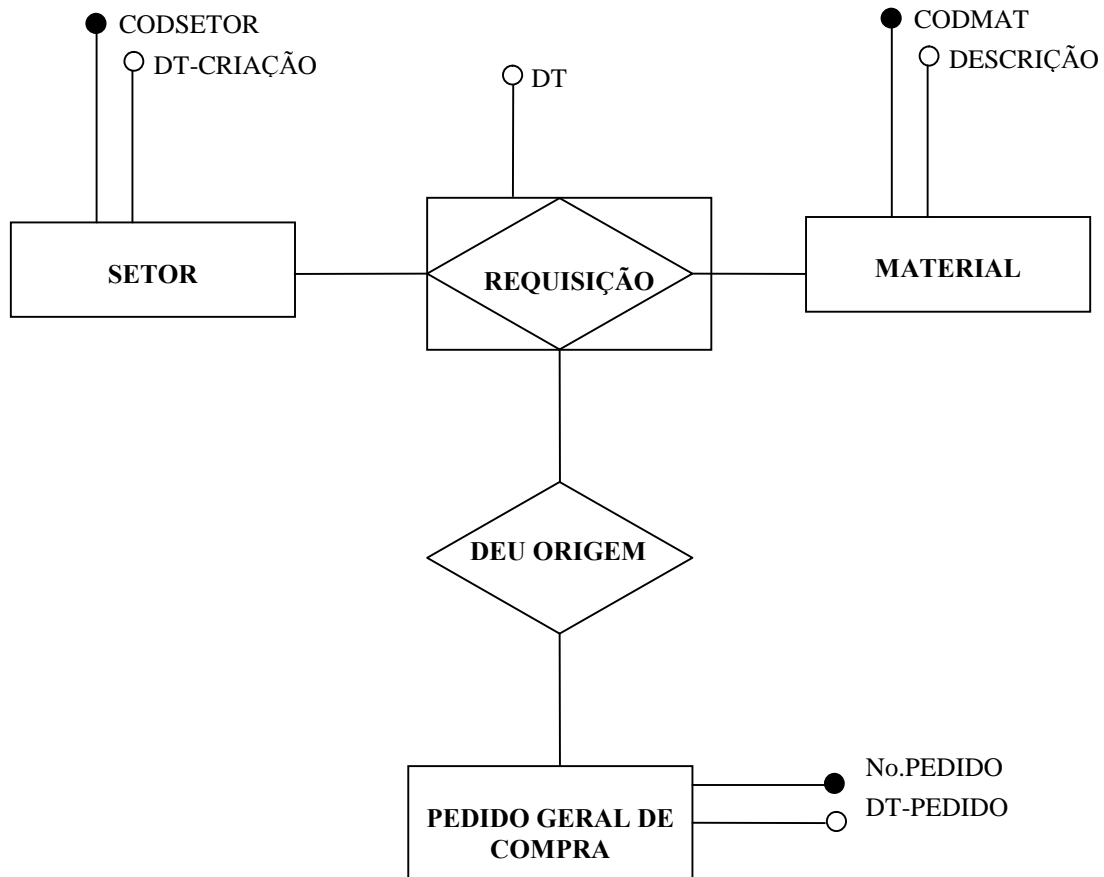 CODSETOR
DT-CRIAÇÃO
DT
CODMAT
DESCRIÇÃO
SETOR
REQUISIÇÃO
MATERIAL
DEU ORIGEM
No.PEDIDO
DT-PEDIDO
PEDIDO GERAL DE
COMPRA